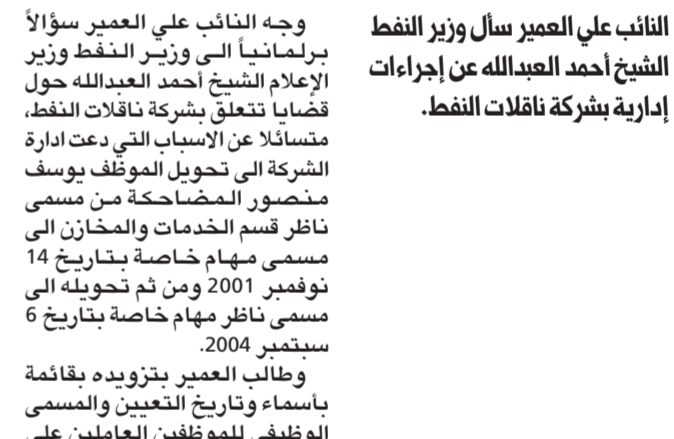 النائب علي العمير سأل وزير النفط
الشيخ أحمد العبدالله عن إجراءات
إدارية بشركة ناقلات النفط.
وجه النائب علي العمير سؤالاً
برلمانياً الى وزير النفط وزير
الإعلام الشيخ أحمد العبدالله حول
قضايا تتعلق بشركة ناقلات النفط،
متسائلا عن الاسباب التي دعت ادارة
الشركة الى تحويل الموظف يوسف
منصور المضاحكة من مسمى
ناظر قسم الخدمات والمخازن الى
مسمى مهام خاصة بتاريخ 14
نوفمبر 2001 ومن ثم تحويله الى
مسمى ناظر مهام خاصة بتاريخ 6
سبتمبر 2004.
وطالب العمير بتزويده بقائمة
بأسماء وتاريخ التعيين والمسمى
الوظيفي للموظفين العاملين على